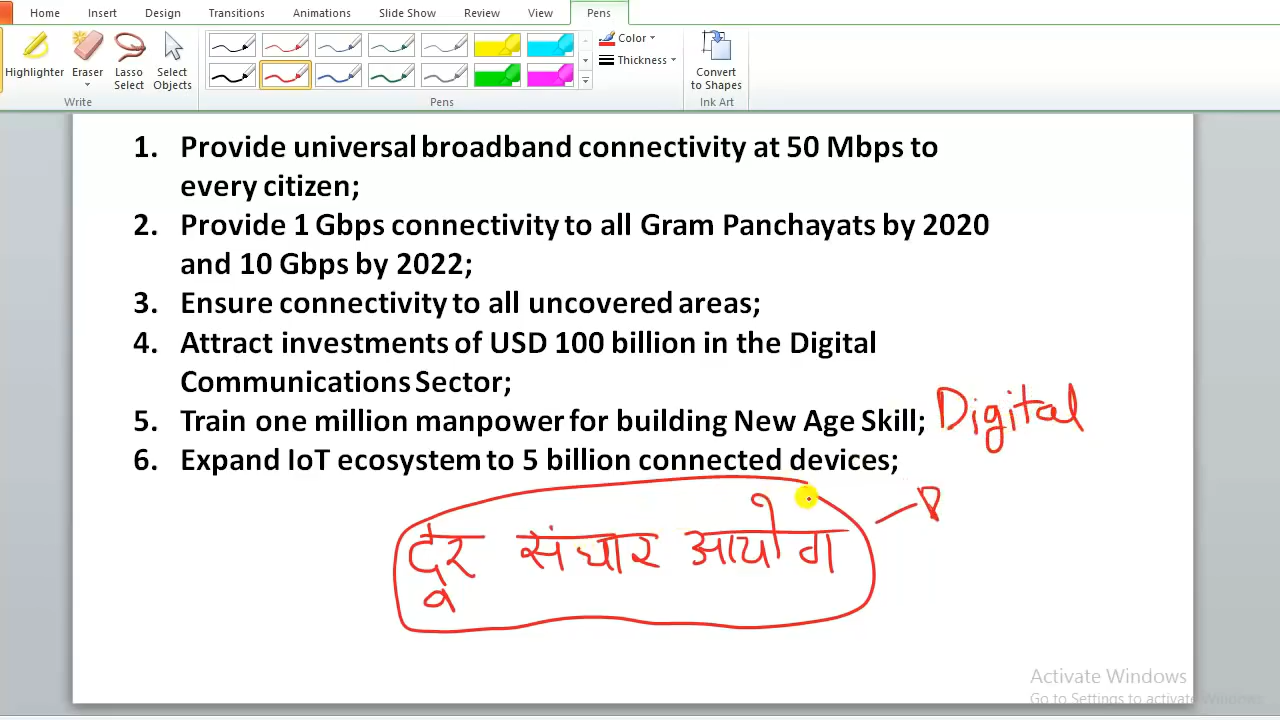 Home Insert Design Transitions Animations Slide Show Review View Pens
Highlighter Eraser Lasso Select Select Objects Color Thickness Convert to Shapes
Write Pens Ink Art
1. Provide universal broadband connectivity at 50 Mbps to
every citizen;
2. Provide 1 Gbps connectivity to all Gram Panchayats by 2020
and 10 Gbps by 2022;
3. Ensure connectivity to all uncovered areas;
4. Attract investments of USD 100 billion in the Digital
Communications Sector;
5. Train one million manpower for building New Age Skill; Digital
6. Expand IoT ecosystem to 5 billion connected devices;
दूर संचार आयोग
Activate Windows
Go to Settings to activate Windows.